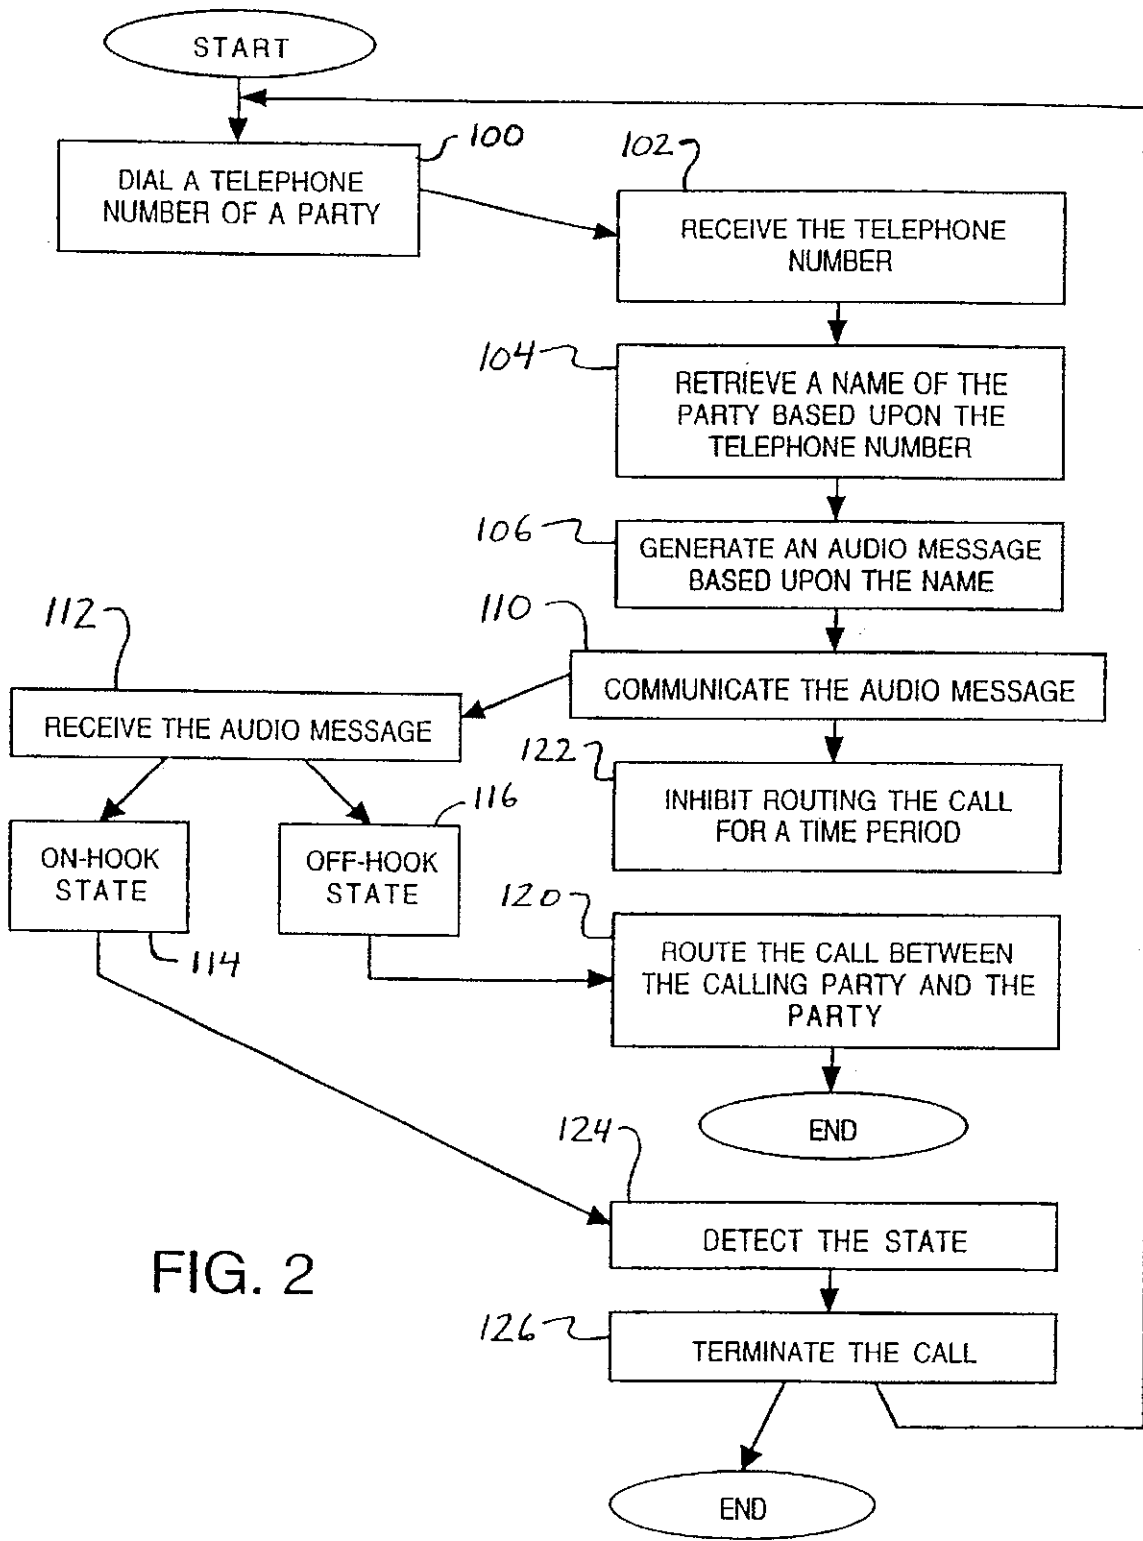 START
100
DIAL A TELEPHONE
NUMBER OF A PARTY
102
RECEIVE THE TELEPHONE
NUMBER
104
RETRIEVE A NAME OF THE
PARTY BASED UPON THE
TELEPHONE NUMBER
106
GENERATE AN AUDIO MESSAGE
BASED UPON THE NAME
110
COMMUNICATE THE AUDIO MESSAGE
112
RECEIVE THE AUDIO MESSAGE
122
INHIBIT ROUTING THE CALL
FOR A TIME PERIOD
116
ON-HOOK
STATE
114
OFF-HOOK
STATE
120
ROUTE THE CALL BETWEEN
THE CALLING PARTY AND THE
PARTY
END
124
DETECT THE STATE
FIG. 2
126
TERMINATE THE CALL
END